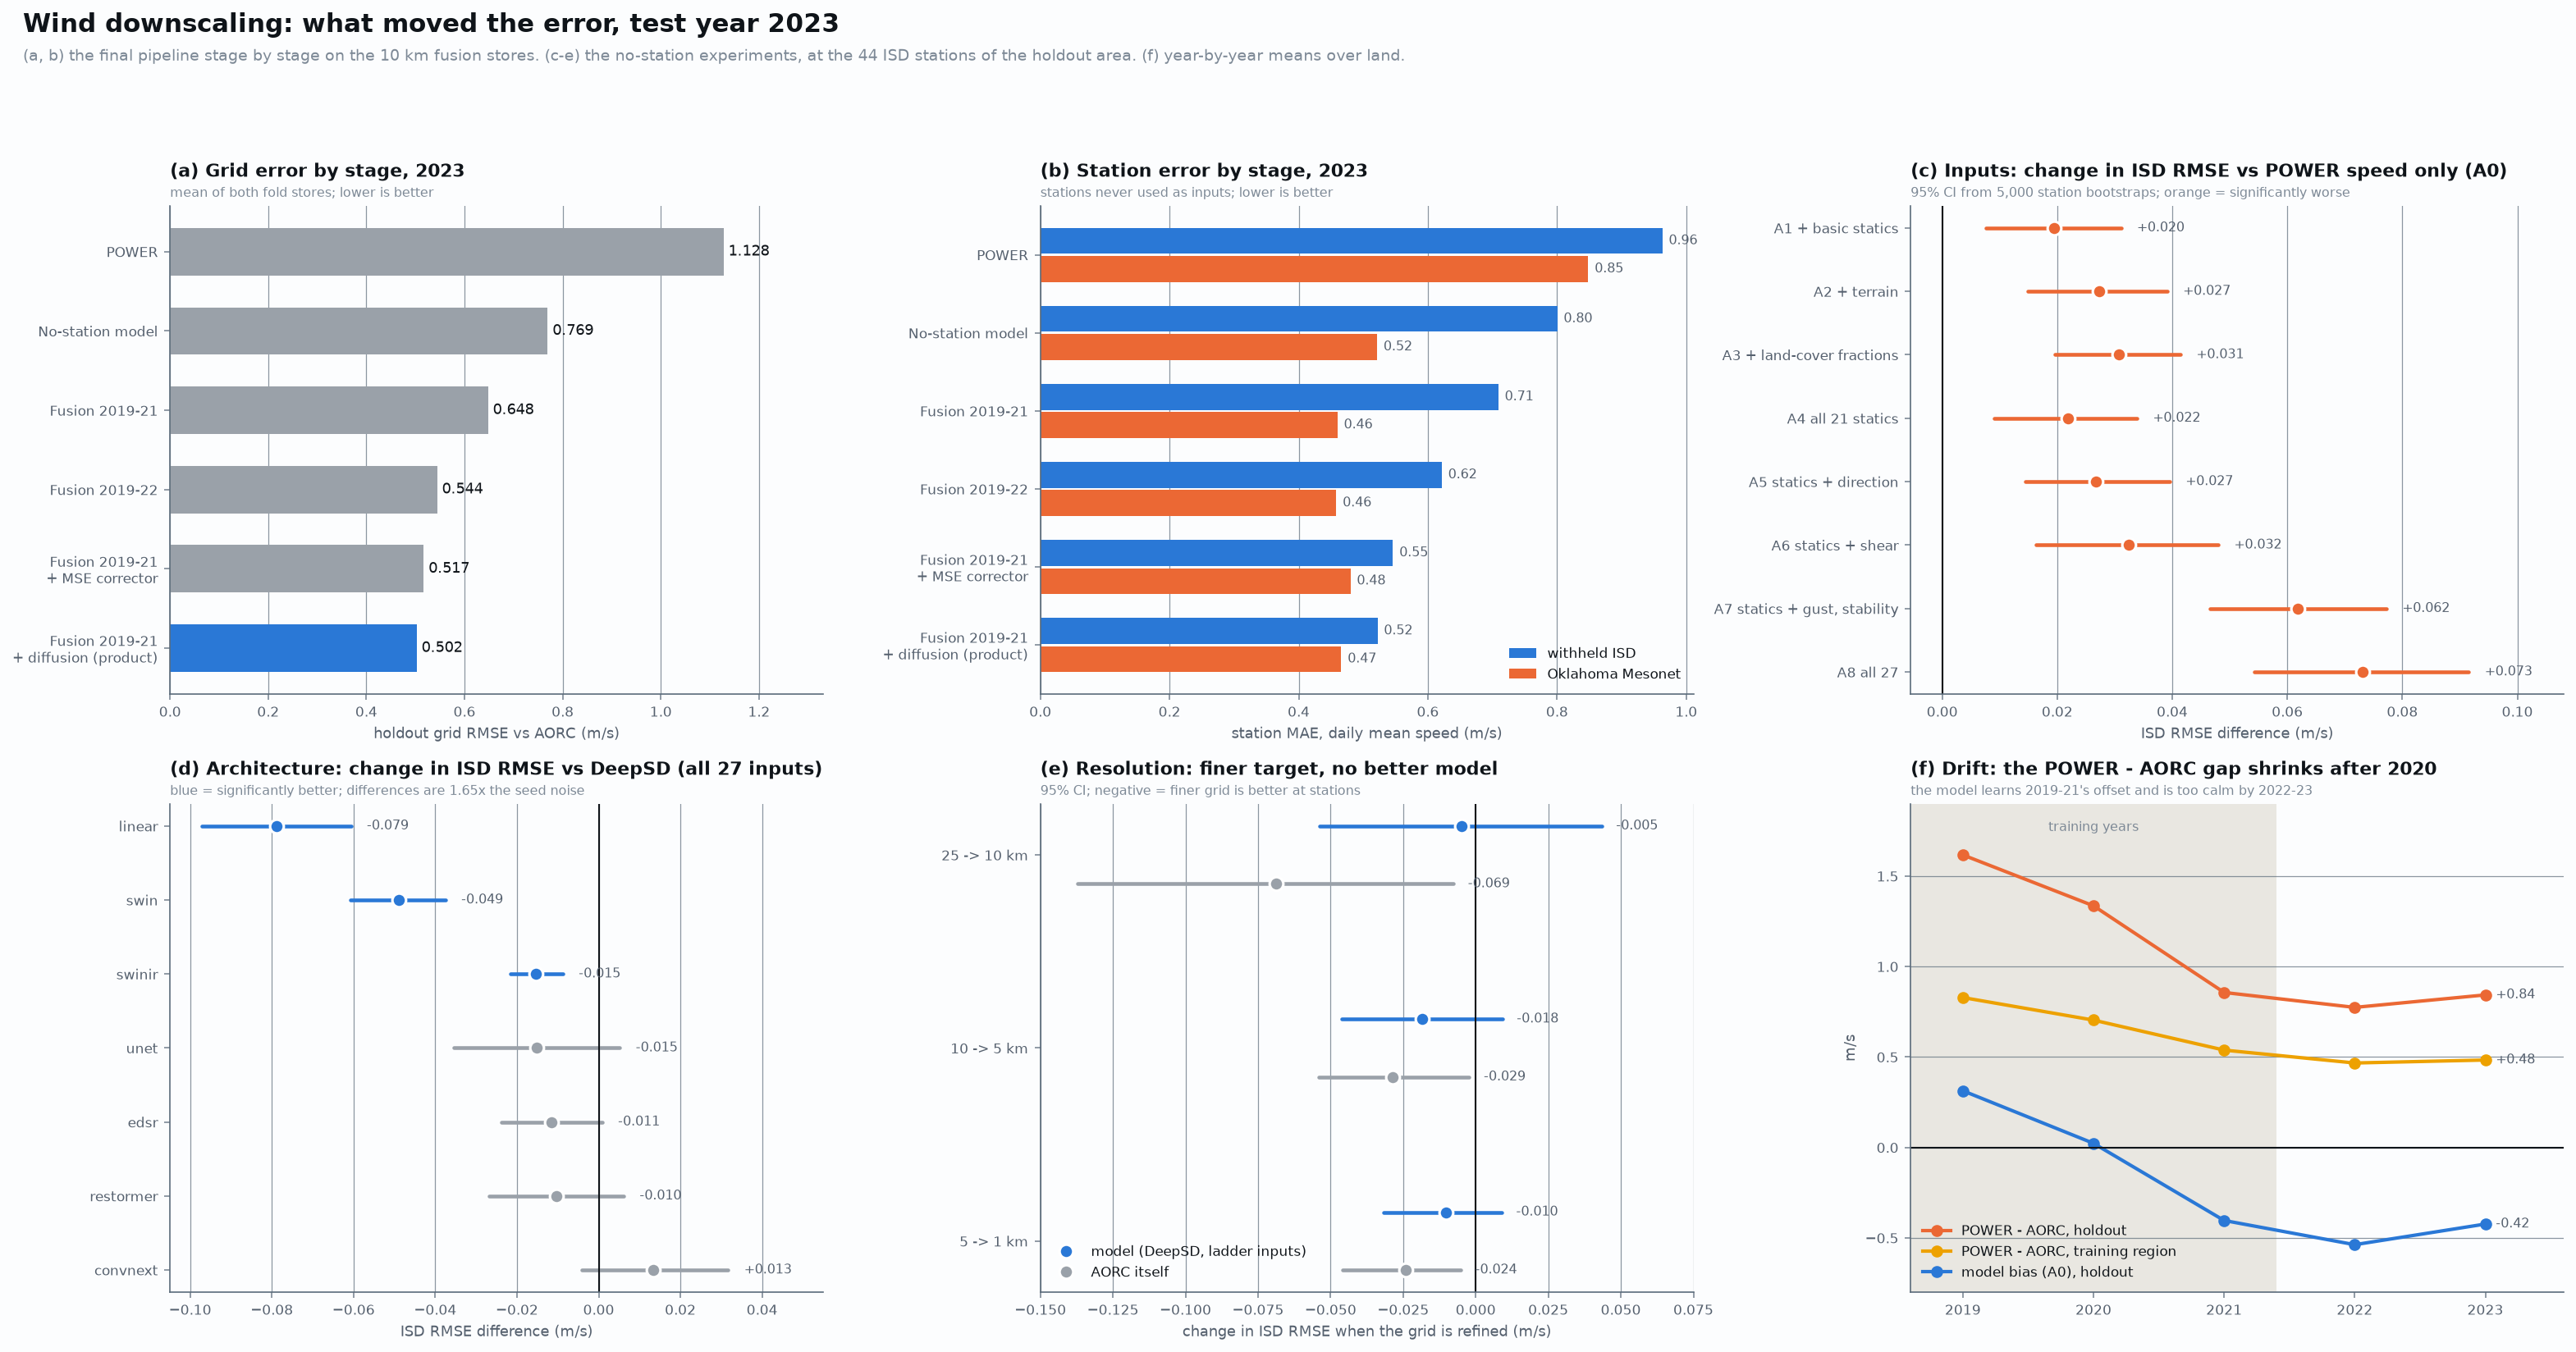 Wind downscaling: what moved the error, test year 2023
(a, b) the final pipeline stage by stage on the 10 km fusion stores. (c-e) the no-station experiments, at the 44 ISD stations of the holdout area. (f) year-by-year means over land.
(a) Grid error by stage, 2023
mean of both fold stores; lower is better
POWER
1.128
No-station model
0.769
Fusion 2019-21
0.648
Fusion 2019-22
0.544
Fusion 2019-21
+ MSE corrector
0.517
Fusion 2019-21
+ diffusion (product)
0.502
0.0 0.2 0.4 0.6 0.8 1.0 1.2
holdout grid RMSE vs AORC (m/s)
(b) Station error by stage, 2023
stations never used as inputs; lower is better
POWER
0.96
0.85
No-station model
0.80
0.52
Fusion 2019-21
0.71
0.46
Fusion 2019-22
0.62
0.46
Fusion 2019-21
+ MSE corrector
0.55
0.48
Fusion 2019-21
+ diffusion (product)
0.52
0.47
withheld ISD
Oklahoma Mesonet
0.0 0.2 0.4 0.6 0.8 1.0
station MAE, daily mean speed (m/s)
(c) Inputs: change in ISD RMSE vs POWER speed only (A0)
95% CI from 5,000 station bootstraps; orange = significantly worse
A1 + basic statics
+0.020
A2 + terrain
+0.027
A3 + land-cover fractions
+0.031
A4 all 21 statics
+0.022
A5 statics + direction
+0.027
A6 statics + shear
+0.032
A7 statics + gust, stability
+0.062
A8 all 27
+0.073
0.00 0.02 0.04 0.06 0.08 0.10
ISD RMSE difference (m/s)
(d) Architecture: change in ISD RMSE vs DeepSD (all 27 inputs)
blue = significantly better; differences are 1.65x the seed noise
linear
-0.079
swin
-0.049
swinir
-0.015
unet
-0.015
edsr
-0.011
restormer
-0.010
convnext
+0.013
−0.10 −0.08 −0.06 −0.04 −0.02 0.00 0.02 0.04
ISD RMSE difference (m/s)
(e) Resolution: finer target, no better model
95% CI; negative = finer grid is better at stations
-0.005
25 -> 10 km
-0.069
-0.018
10 -> 5 km
-0.029
-0.010
5 -> 1 km
-0.024
model (DeepSD, ladder inputs)
AORC itself
−0.150 −0.125 −0.100 −0.075 −0.050 −0.025 0.000 0.025 0.050 0.075
change in ISD RMSE when the grid is refined (m/s)
(f) Drift: the POWER - AORC gap shrinks after 2020
the model learns 2019-21's offset and is too calm by 2022-23
training years
1.5
1.0
0.5
0.0
−0.5
m/s
+0.84
+0.48
-0.42
POWER - AORC, holdout
POWER - AORC, training region
model bias (A0), holdout
2019 2020 2021 2022 2023